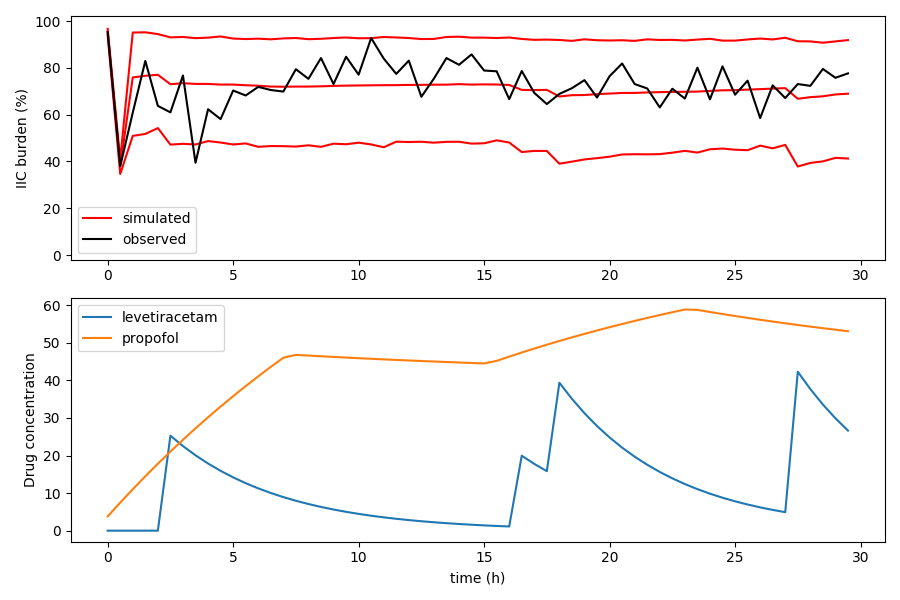 100
80
60
40
20
0
IIC burden (%)
simulated
observed
0 5 10 15 20 25 30
60
50
40
30
20
10
0
Drug concentration
levetiracetam
propofol
0 5 10 15 20 25 30
time (h)